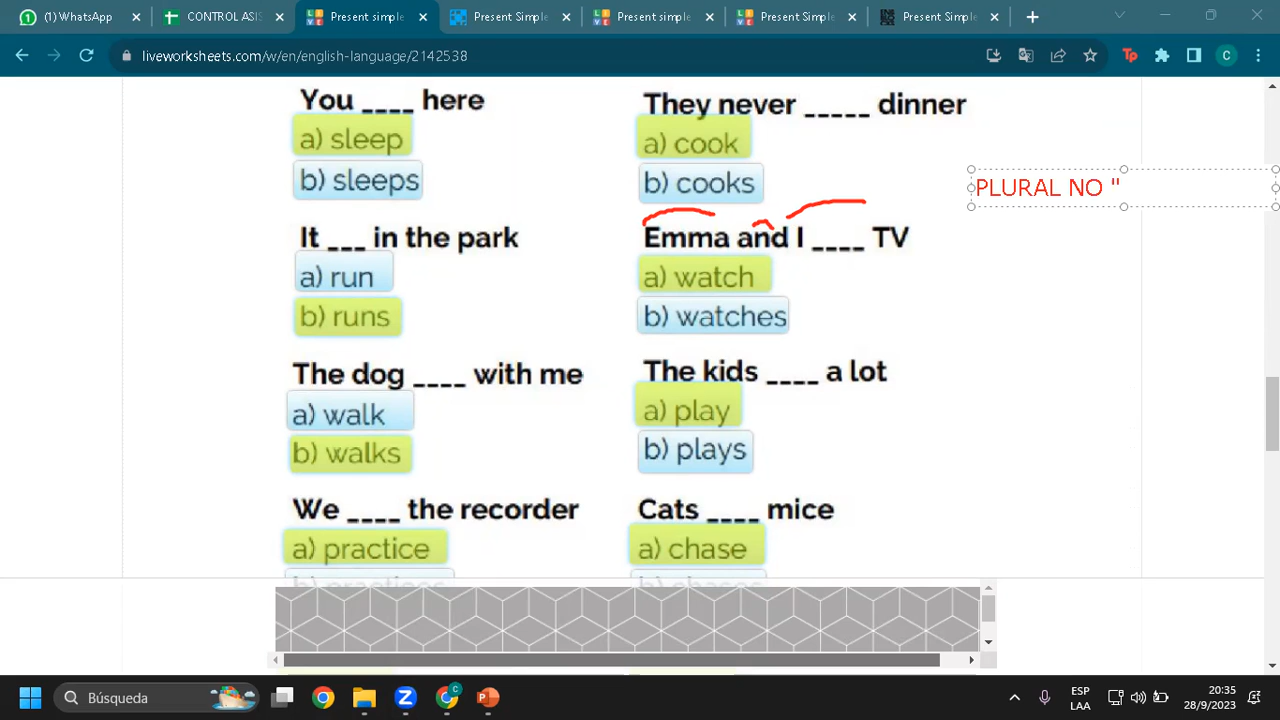 (1) WhatsApp
CONTROL ASIS
Present simple
Present Simple
Present simple
Present simple
Present Simple
liveworksheets.com/w/en/english-language/2142538
Tp
C
You ____ here
a) sleep
b) sleeps
It ___ in the park
a) run
b) runs
The dog ____ with me
a) walk
b) walks
We ____ the recorder
a) practice
b) practices
They never _____ dinner
a) cook
b) cooks
Emma and I ____ TV
a) watch
b) watches
The kids ____ a lot
a) play
b) plays
Cats ____ mice
a) chase
b) chases
PLURAL NO "
Búsqueda
ESP
LAA
20:35
28/9/2023